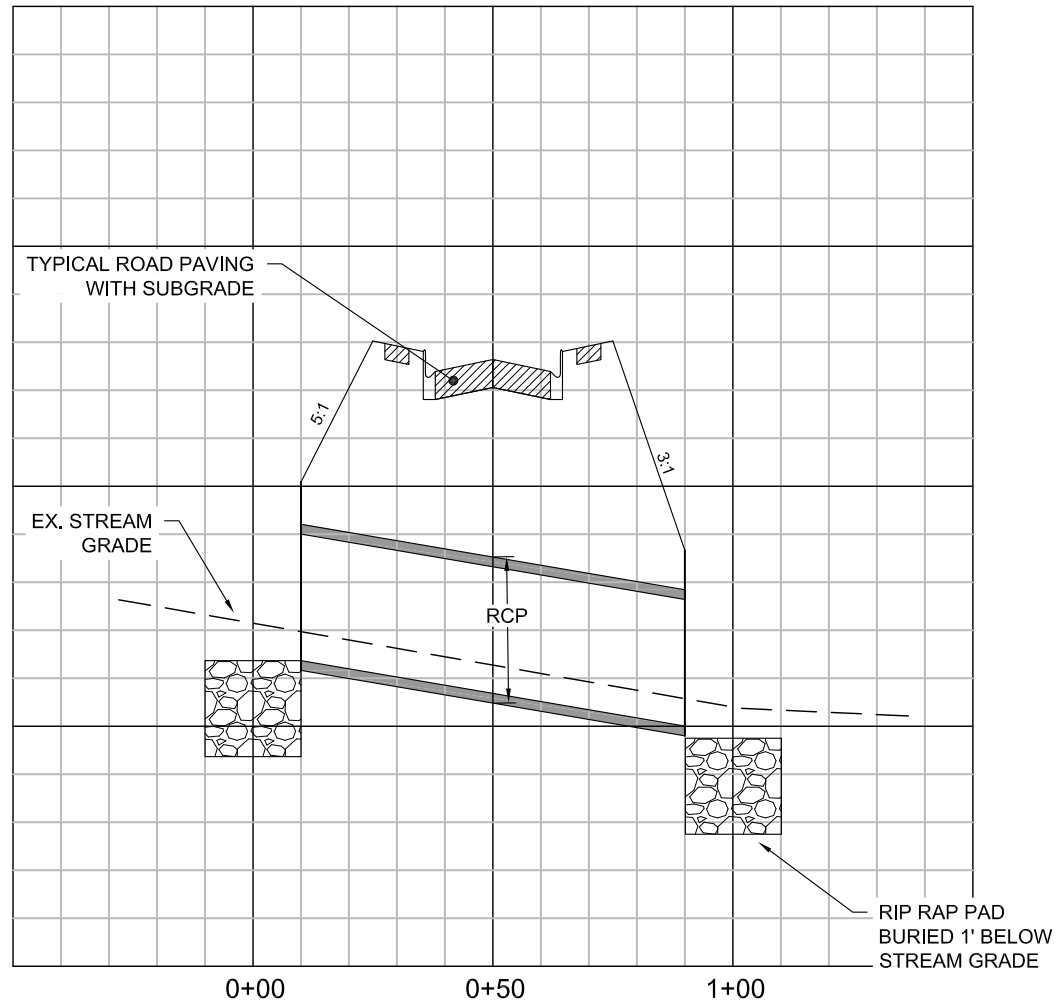 TYPICAL ROAD PAVING
WITH SUBGRADE
5:1
3:1
EX. STREAM
GRADE
RCP
RIP RAP PAD
BURIED 1' BELOW
STREAM GRADE
0+00
0+50
1+00